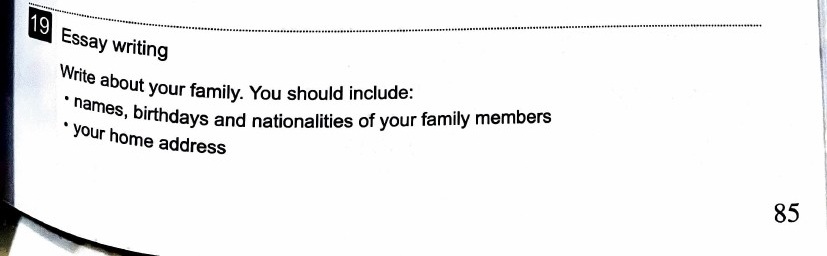 19
Essay writing
Write about your family. You should include:
• names, birthdays and nationalities of your family members
• your home address
85